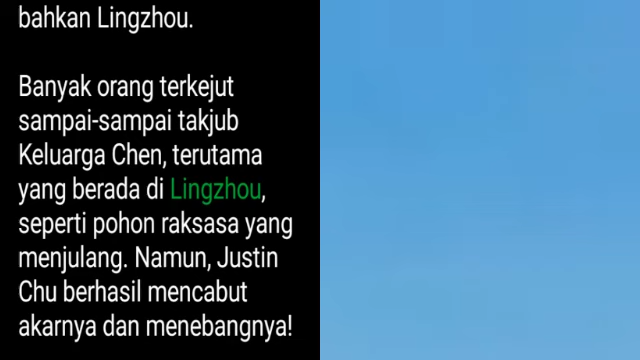 bahkan Lingzhou.
Banyak orang terkejut
sampai-sampai takjub
Keluarga Chen, terutama
yang berada di Lingzhou,
seperti pohon raksasa yang
menjulang. Namun, Justin
Chu berhasil mencabut
akarnya dan menebangnya!